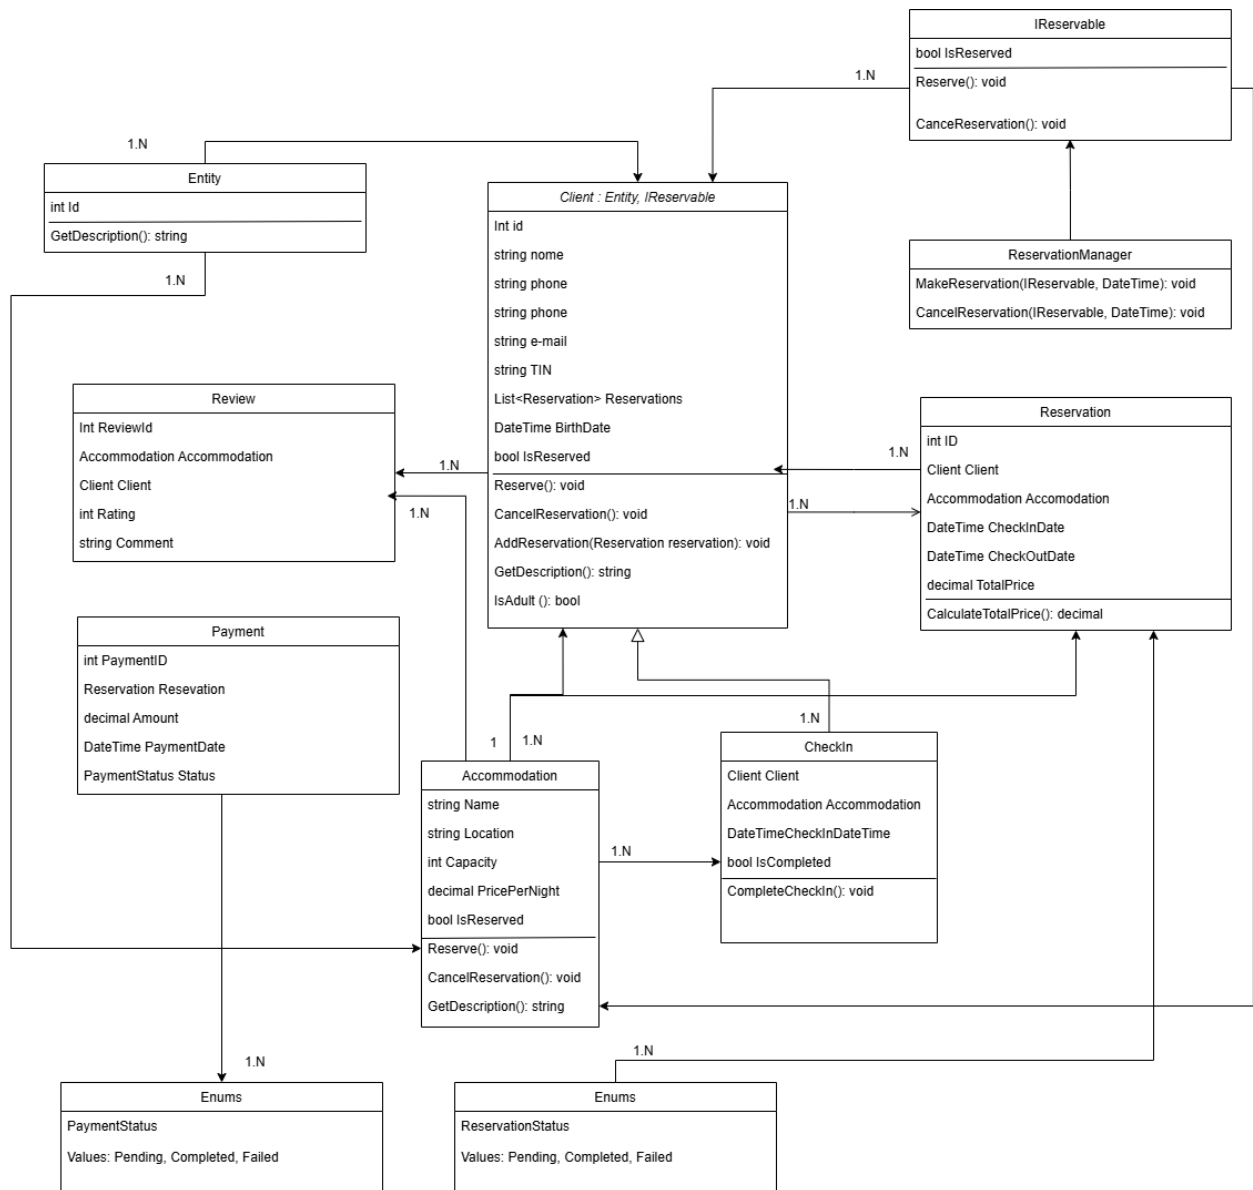 IReservable
bool IsReserved
Reserve(): void
CanceReservation(): void
1.N
1.N
Entity
int Id
GetDescription(): string
1.N
Client : Entity, IReservable
Int id
string nome
string phone
string phone
string e-mail
string TIN
List<Reservation> Reservations
DateTime BirthDate
bool IsReserved
Reserve(): void
CancelReservation(): void
AddReservation(Reservation reservation): void
GetDescription(): string
IsAdult (): bool
ReservationManager
MakeReservation(IReservable, DateTime): void
CancelReservation(IReservable, DateTime): void
Review
Int ReviewId
Accommodation Accommodation
Client Client
int Rating
string Comment
1.N
1.N
1.N
1.N
Reservation
int ID
Client Client
Accommodation Accomodation
DateTime CheckInDate
DateTime CheckOutDate
decimal TotalPrice
CalculateTotalPrice(): decimal
Payment
int PaymentID
Reservation Resevation
decimal Amount
DateTime PaymentDate
PaymentStatus Status
1
1.N
1.N
Accommodation
string Name
string Location
int Capacity
decimal PricePerNight
bool IsReserved
Reserve(): void
CancelReservation(): void
GetDescription(): string
1.N
CheckIn
Client Client
Accommodation Accommodation
DateTimeCheckInDateTime
bool IsCompleted
CompleteCheckIn(): void
1.N
1.N
Enums
PaymentStatus
Values: Pending, Completed, Failed
Enums
ReservationStatus
Values: Pending, Completed, Failed